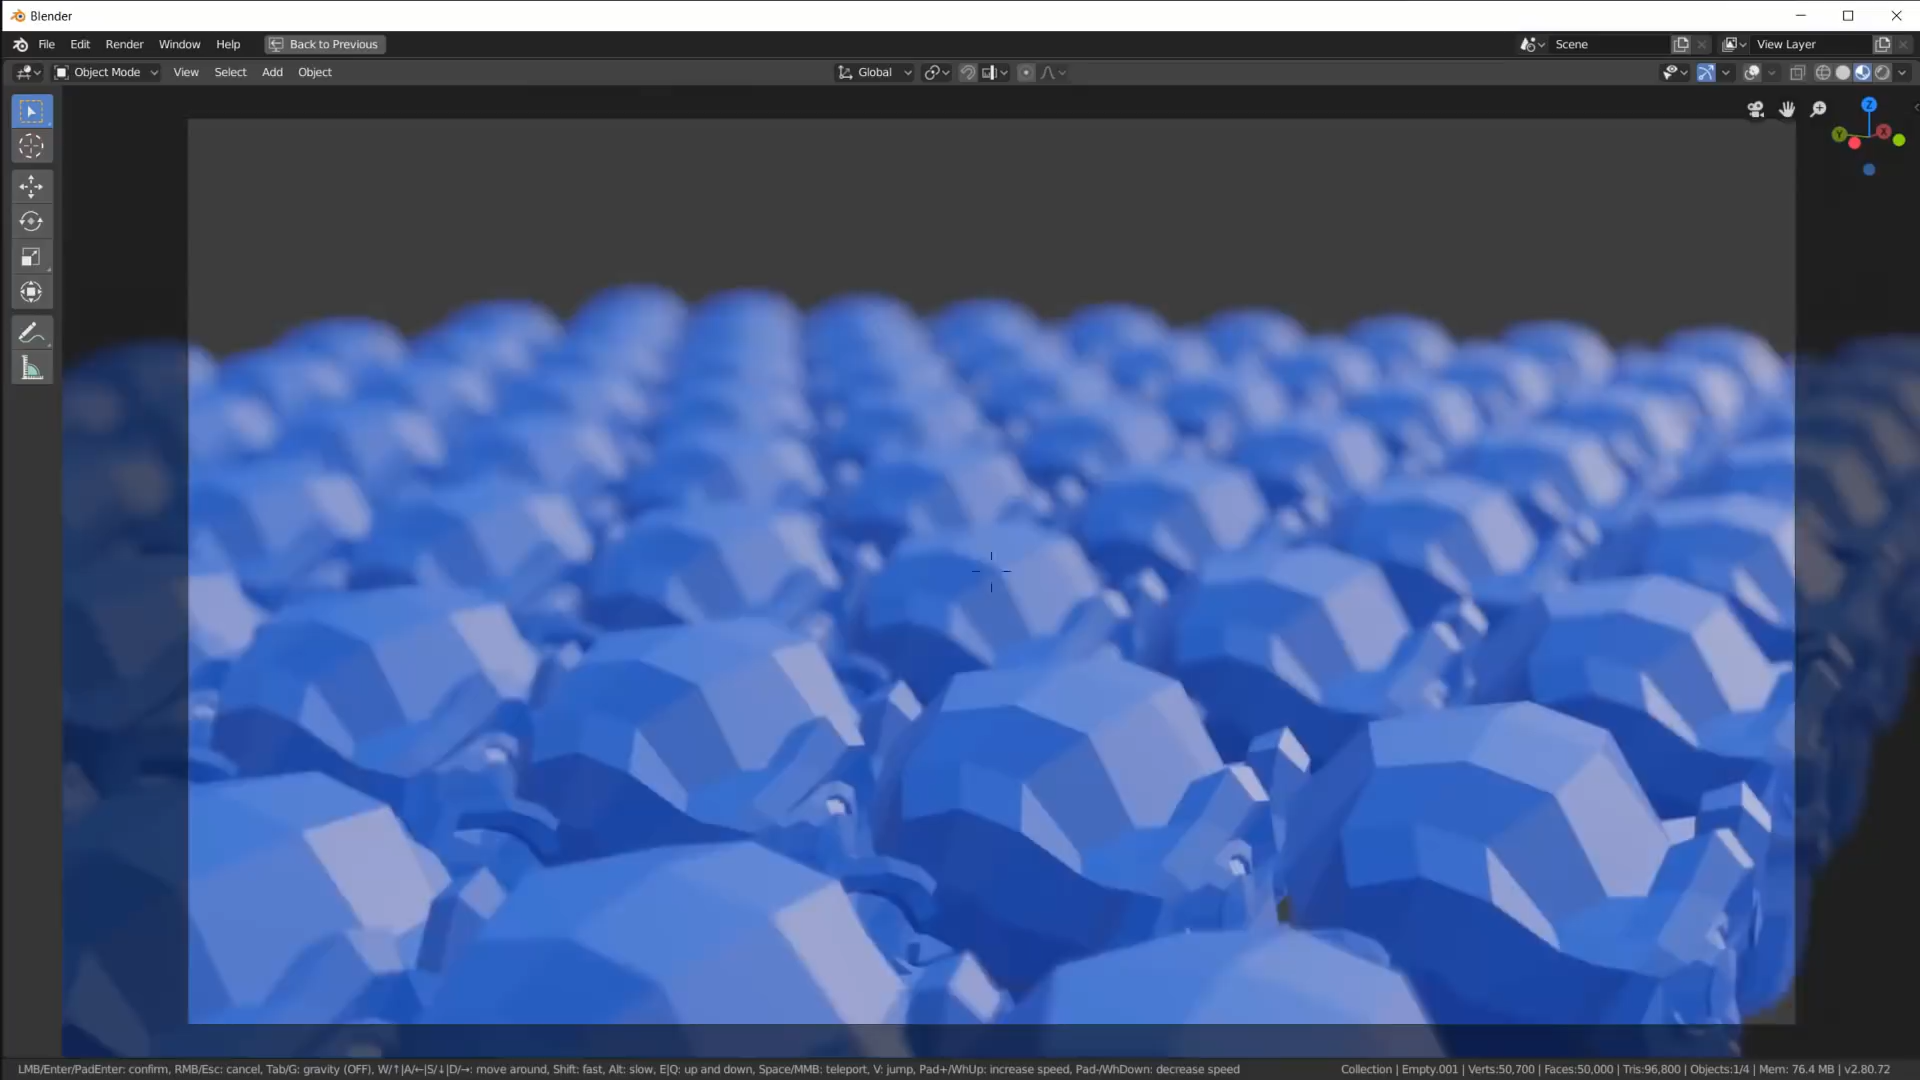 Blender
File Edit Render Window Help Back to Previous Scene View Layer
Object Mode View Select Add Object Global
Z
Y X
LMB/Enter/PadEnter: confirm, RMB/Esc: cancel, Tab/G: gravity (OFF), W/↑|A/←|S/↓|D/→: move around, Shift: fast, Alt: slow, E|Q: up and down, Space/MMB: teleport, V: jump, Pad+/WhUp: increase speed, Pad-/WhDown: decrease speed Collection | Empty.001 | Verts:50,700 | Faces:50,000 | Tris:96,800 | Objects:1/4 | Mem: 76.4 MB | v2.80.72